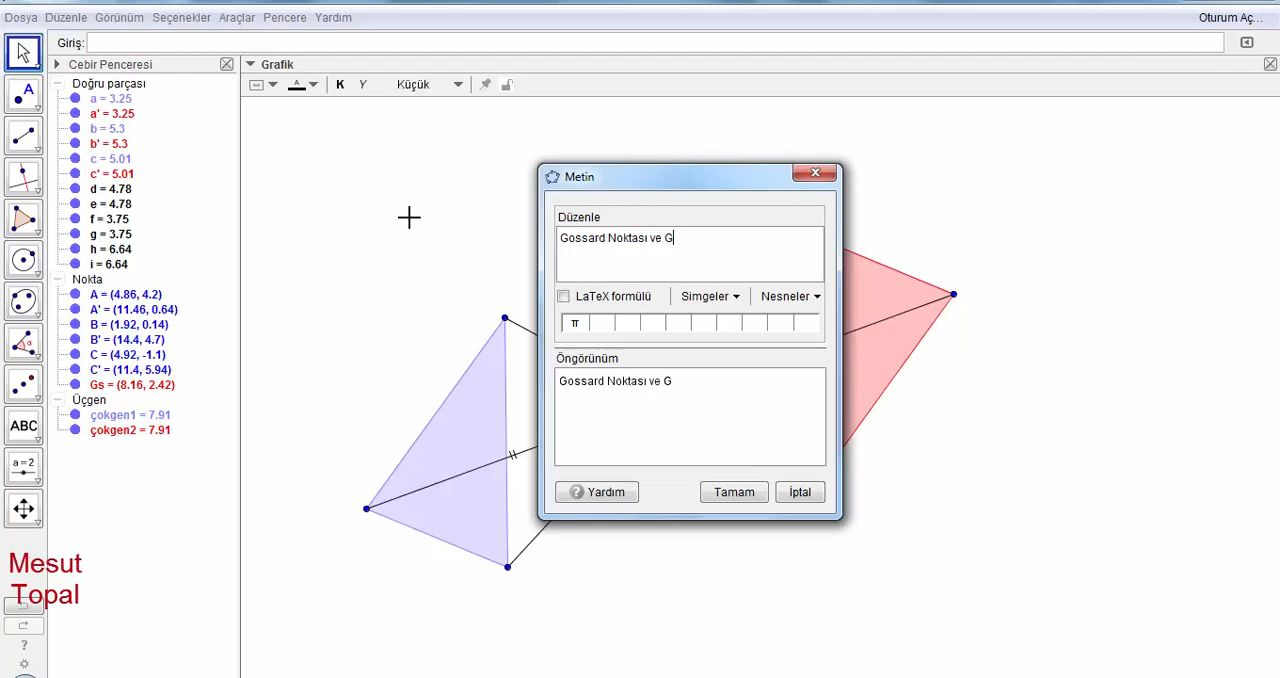 Dosya Düzenle Görünüm Seçenekler Araçlar Pencere Yardım Oturum Aç...
Giriş:
Cebir Penceresi
Grafik
K Y Küçük
Doğru parçası
a = 3.25
a' = 3.25
b = 5.3
b' = 5.3
c = 5.01
c' = 5.01
d = 4.78
e = 4.78
f = 3.75
g = 3.75
h = 6.64
i = 6.64
Nokta
A = (4.86, 4.2)
A' = (11.46, 0.64)
B = (1.92, 0.14)
B' = (14.4, 4.7)
C = (4.92, -1.1)
C' = (11.4, 5.94)
Gs = (8.16, 2.42)
Üçgen
çokgen1 = 7.91
çokgen2 = 7.91
A
α
ABC
a=2
Mesut
Topal
?
Metin
Düzenle
Gossard Noktası ve G
LaTeX formülü Simgeler Nesneler
π
Öngörünüm
Gossard Noktası ve G
? Yardım Tamam İptal